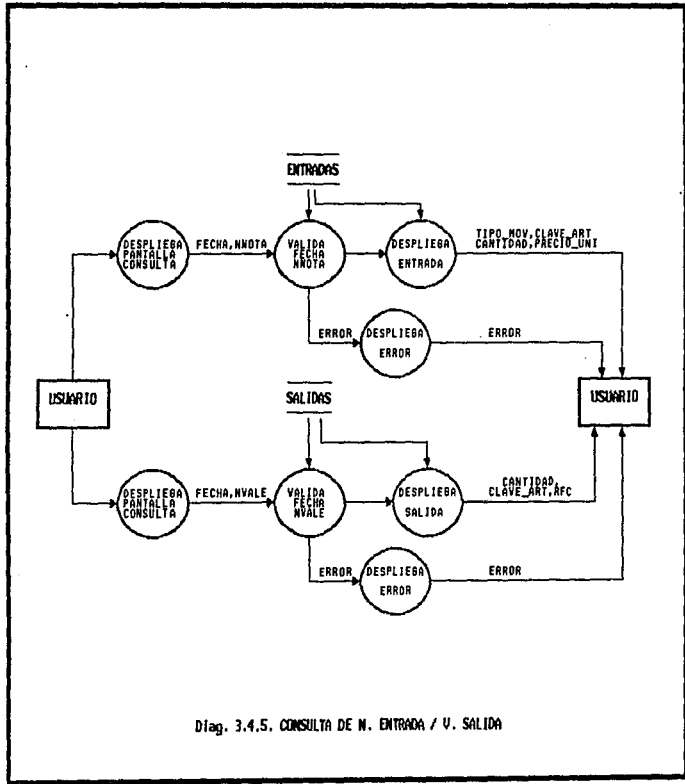 ENTRADAS
DESPLIEGA
PANTALLA
CONSULTA
FECHA,NNOTA
VALIDA
FECHA
NNOTA
DESPLIEGA
ENTRADA
TIPO_MOV,CLAVE_ART
CANTIDAD,PRECIO_UNI
ERROR
DESPLIEGA
ERROR
ERROR
USUARIO
USUARIO
SALIDAS
DESPLIEGA
PANTALLA
CONSULTA
FECHA,NVALE
VALIDA
FECHA
NVALE
DESPLIEGA
SALIDA
CANTIDAD,
CLAVE_ART,RFC
ERROR
DESPLIEGA
ERROR
ERROR
Diag. 3.4.5. CONSULTA DE N. ENTRADA / V. SALIDA